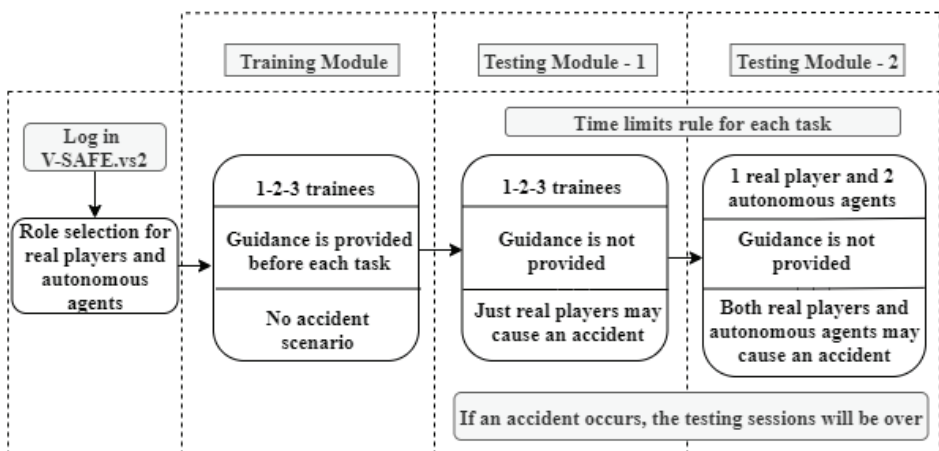 Training Module
Testing Module - 1
Testing Module - 2
Time limits rule for each task
Log in
V-SAFE.vs2
Role selection for
real players and
autonomous
agents
1-2-3 trainees
Guidance is provided
before each task
No accident
scenario
1-2-3 trainees
Guidance is not
provided
Just real players may
cause an accident
1 real player and 2
autonomous agents
Guidance is not
provided
Both real players and
autonomous agents may
cause an accident
If an accident occurs, the testing sessions will be over